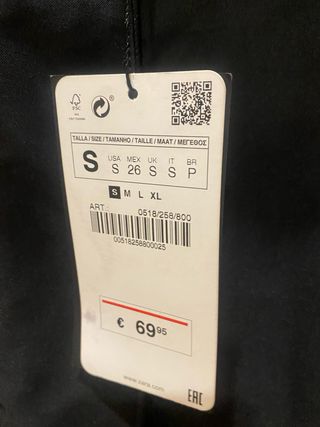 FSC
TALLA / SIZE / TAMANHO / TAILLE / MAAT / ΜΕΓΕΘΟΣ
S USA S MEX 26 UK S IT S BR P
S M L XL
ART.: 0518/258/800
00518258800025
€ 69 95
www.zara.com
EAC